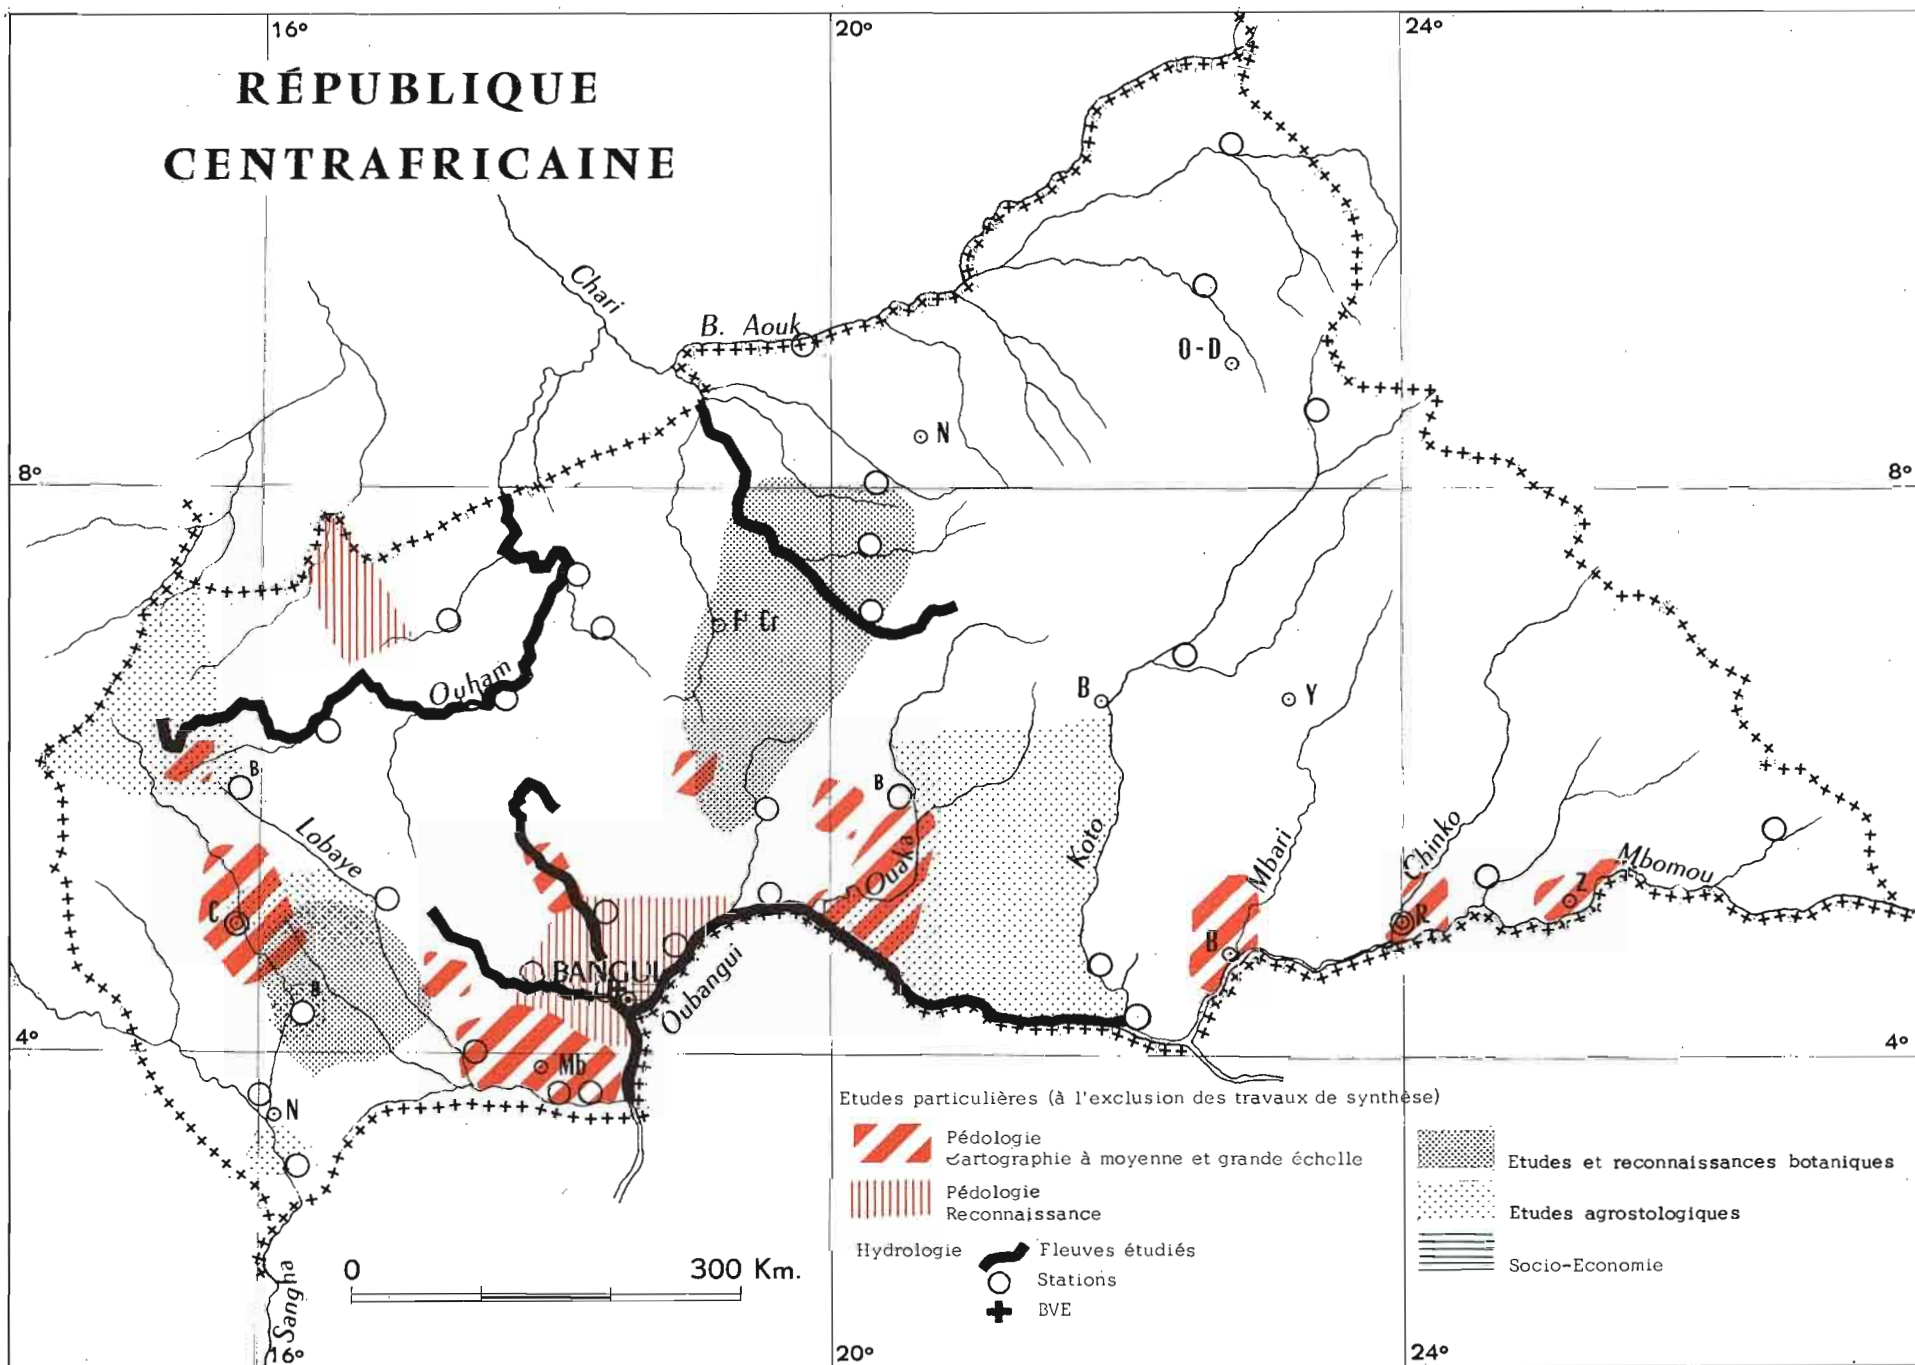 16°
20°
24°
RÉPUBLIQUE
CENTRAFRICAINE
Chari
B. Aouk
O-D
N
8°
8°
Ft Cr
Ouham
B
Y
B
B
Lobaye
Koto
Mbari
Chinko
Mbomou
Ouaka
Z
C
R
B
BANGUI
B
Oubangui
4°
4°
Mb
N
Etudes particulières (à l'exclusion des travaux de synthèse)
Pédologie
Cartographie à moyenne et grande échelle
Pédologie
Reconnaissance
Hydrologie
Fleuves étudiés
Stations
BVE
Etudes et reconnaissances botaniques
Etudes agrostologiques
Socio-Economie
0 300 Km.
Sangha
16°
20°
24°